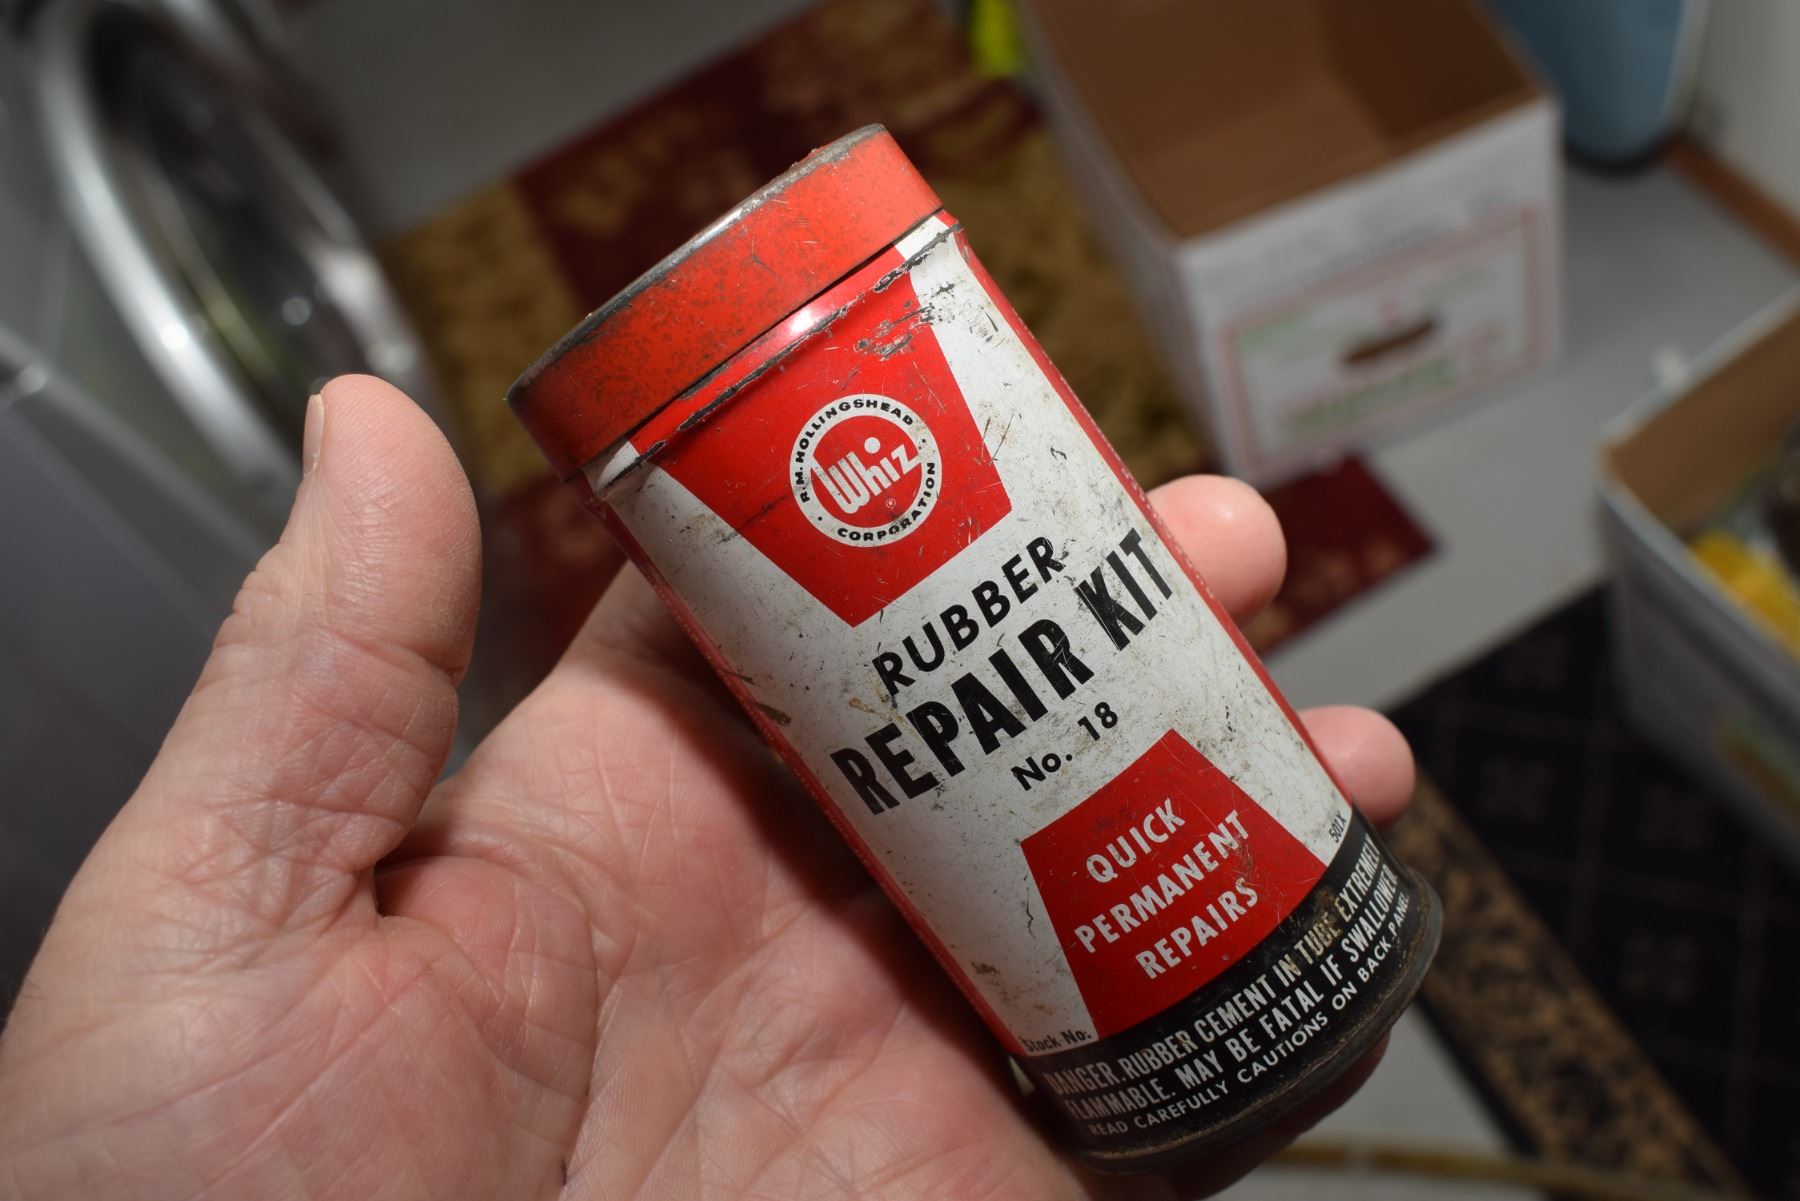 R.M. HOLLINGSHEAD
Whiz
®
CORPORATION
RUBBER
REPAIR KIT
No. 18
QUICK
PERMANENT
REPAIRS
Stock No. 501X
DANGER. RUBBER CEMENT IN TUBE EXTREMELY
FLAMMABLE. MAY BE FATAL IF SWALLOWED.
READ CAREFULLY CAUTIONS ON BACK PANEL